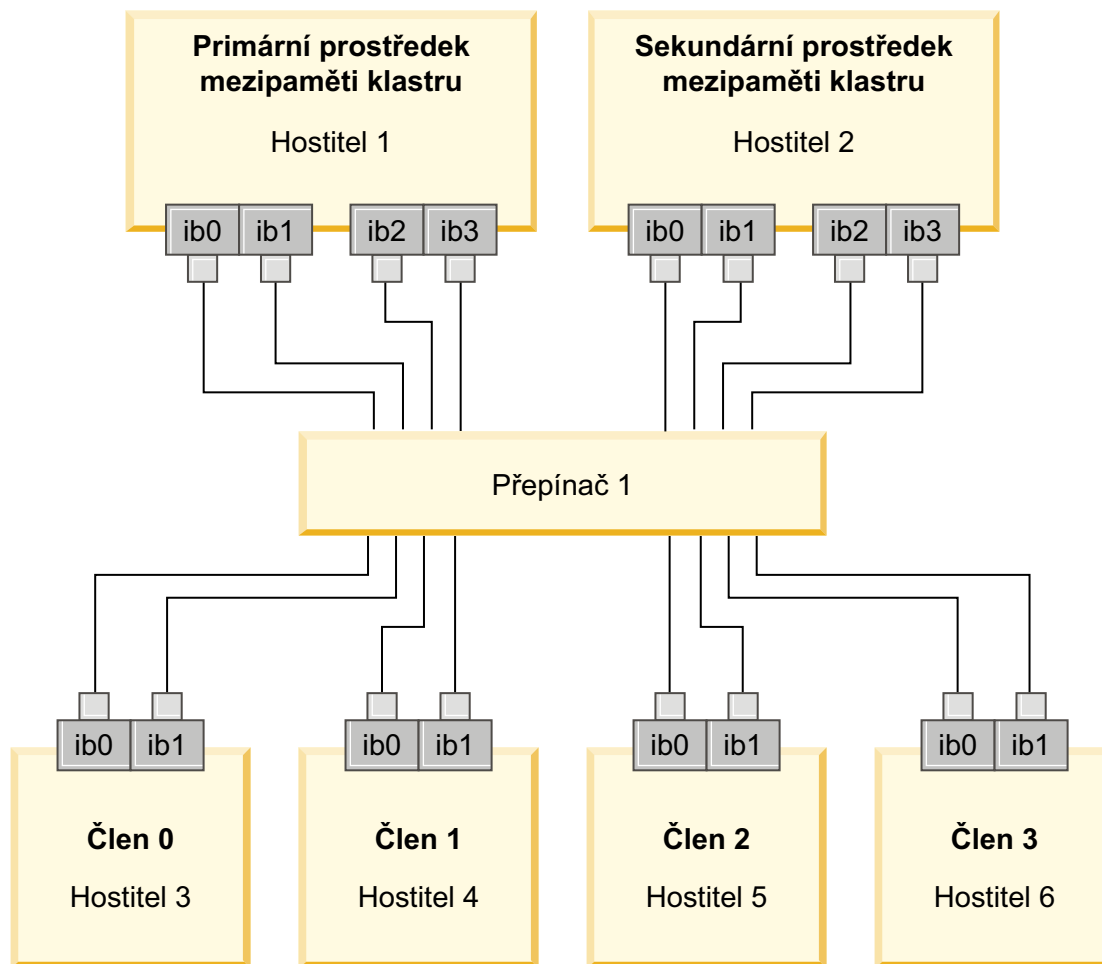 Primární prostředek
mezipaměti klastru
Hostitel 1
Sekundární prostředek
mezipaměti klastru
Hostitel 2
ib0 ib1 ib2 ib3
ib0 ib1 ib2 ib3
Přepínač 1
ib0 ib1
ib0 ib1
ib0 ib1
ib0 ib1
Člen 0
Hostitel 3
Člen 1
Hostitel 4
Člen 2
Hostitel 5
Člen 3
Hostitel 6